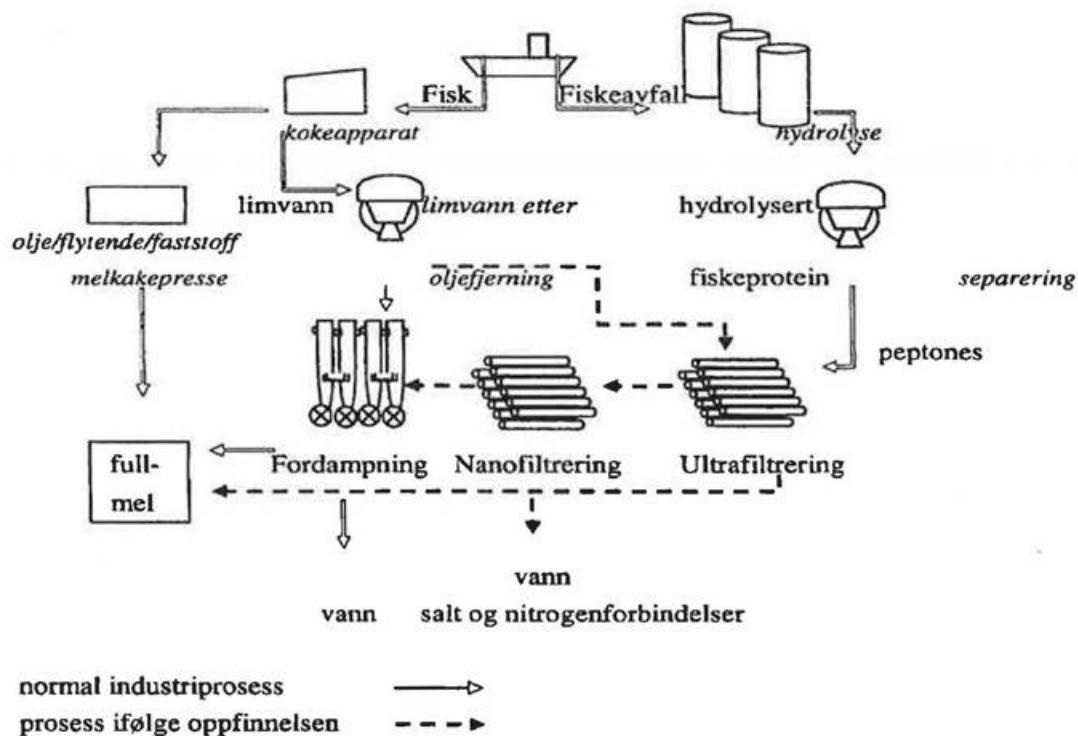 Fisk
Fiskeavfall
kokeapparat
hydrolyse
limvann
limvann etter
hydrolysert
olje/flytende/faststoff
melkakepresse
oljefjerning
fiskeprotein
separering
peptones
full-
mel
Fordampning
Nanofiltrering
Ultrafiltrering
vann
vann
salt og nitrogenforbindelser
normal industriprosess
prosess ifølge oppfinnelsen